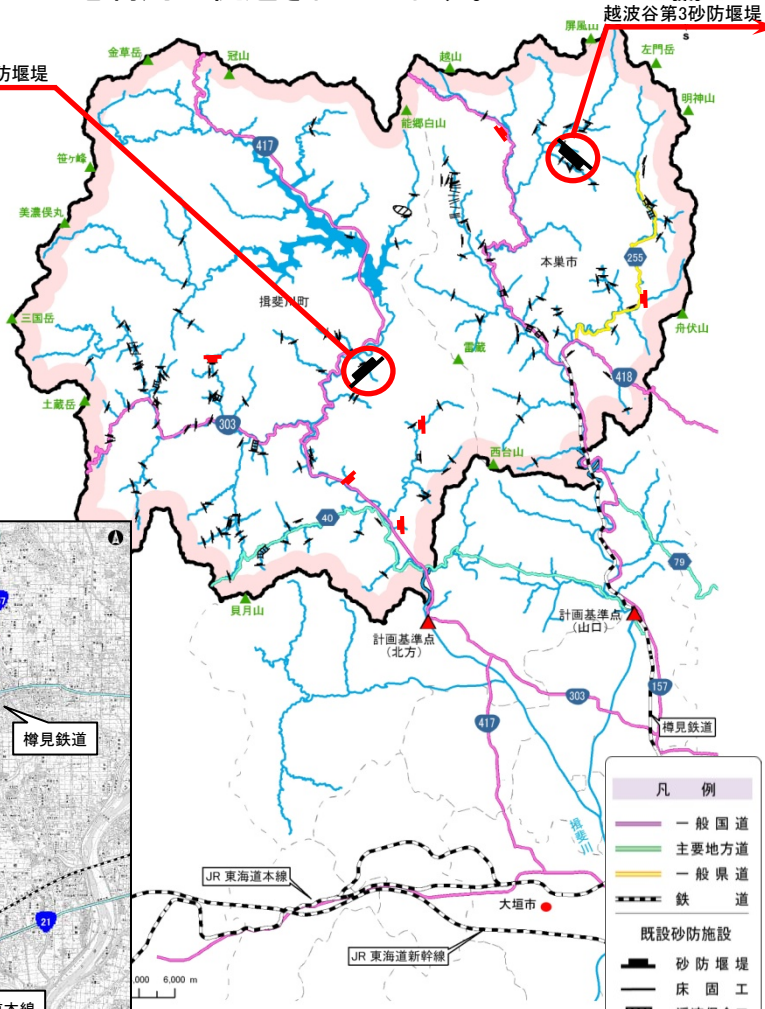 越波谷第3砂防堰堤
s
屏風山
左門岳
金草岳
冠山
越山
防堰堤
明神山
能郷白山
417
笹ヶ峰
美濃俣丸
本巣市
255
揖斐川町
三国岳
舟伏山
雷蔵
418
土蔵岳
303
西台山
40
79
貝月山
計画基準点
(北方)
計画基準点
(山口)
157
303
417
樽見鉄道
樽見鉄道
凡 例
一般国道
主要地方道
一般県道
鉄 道
揖斐川
JR 東海道本線
大垣市
21
既設砂防施設
JR 東海道新幹線
砂防堰堤
,000 6,000 m
床固工